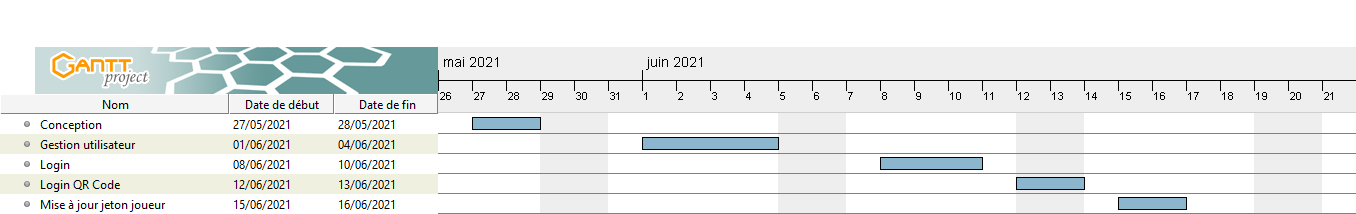 GANTT
project
mai 2021 juin 2021
26 27 28 29 30 31 1 2 3 4 5 6 7 8 9 10 11 12 13 14 15 16 17 18 19 20 21
Nom Date de début Date de fin
Conception 27/05/2021 28/05/2021
Gestion utilisateur 01/06/2021 04/06/2021
Login 08/06/2021 10/06/2021
Login QR Code 12/06/2021 13/06/2021
Mise à jour jeton joueur 15/06/2021 16/06/2021